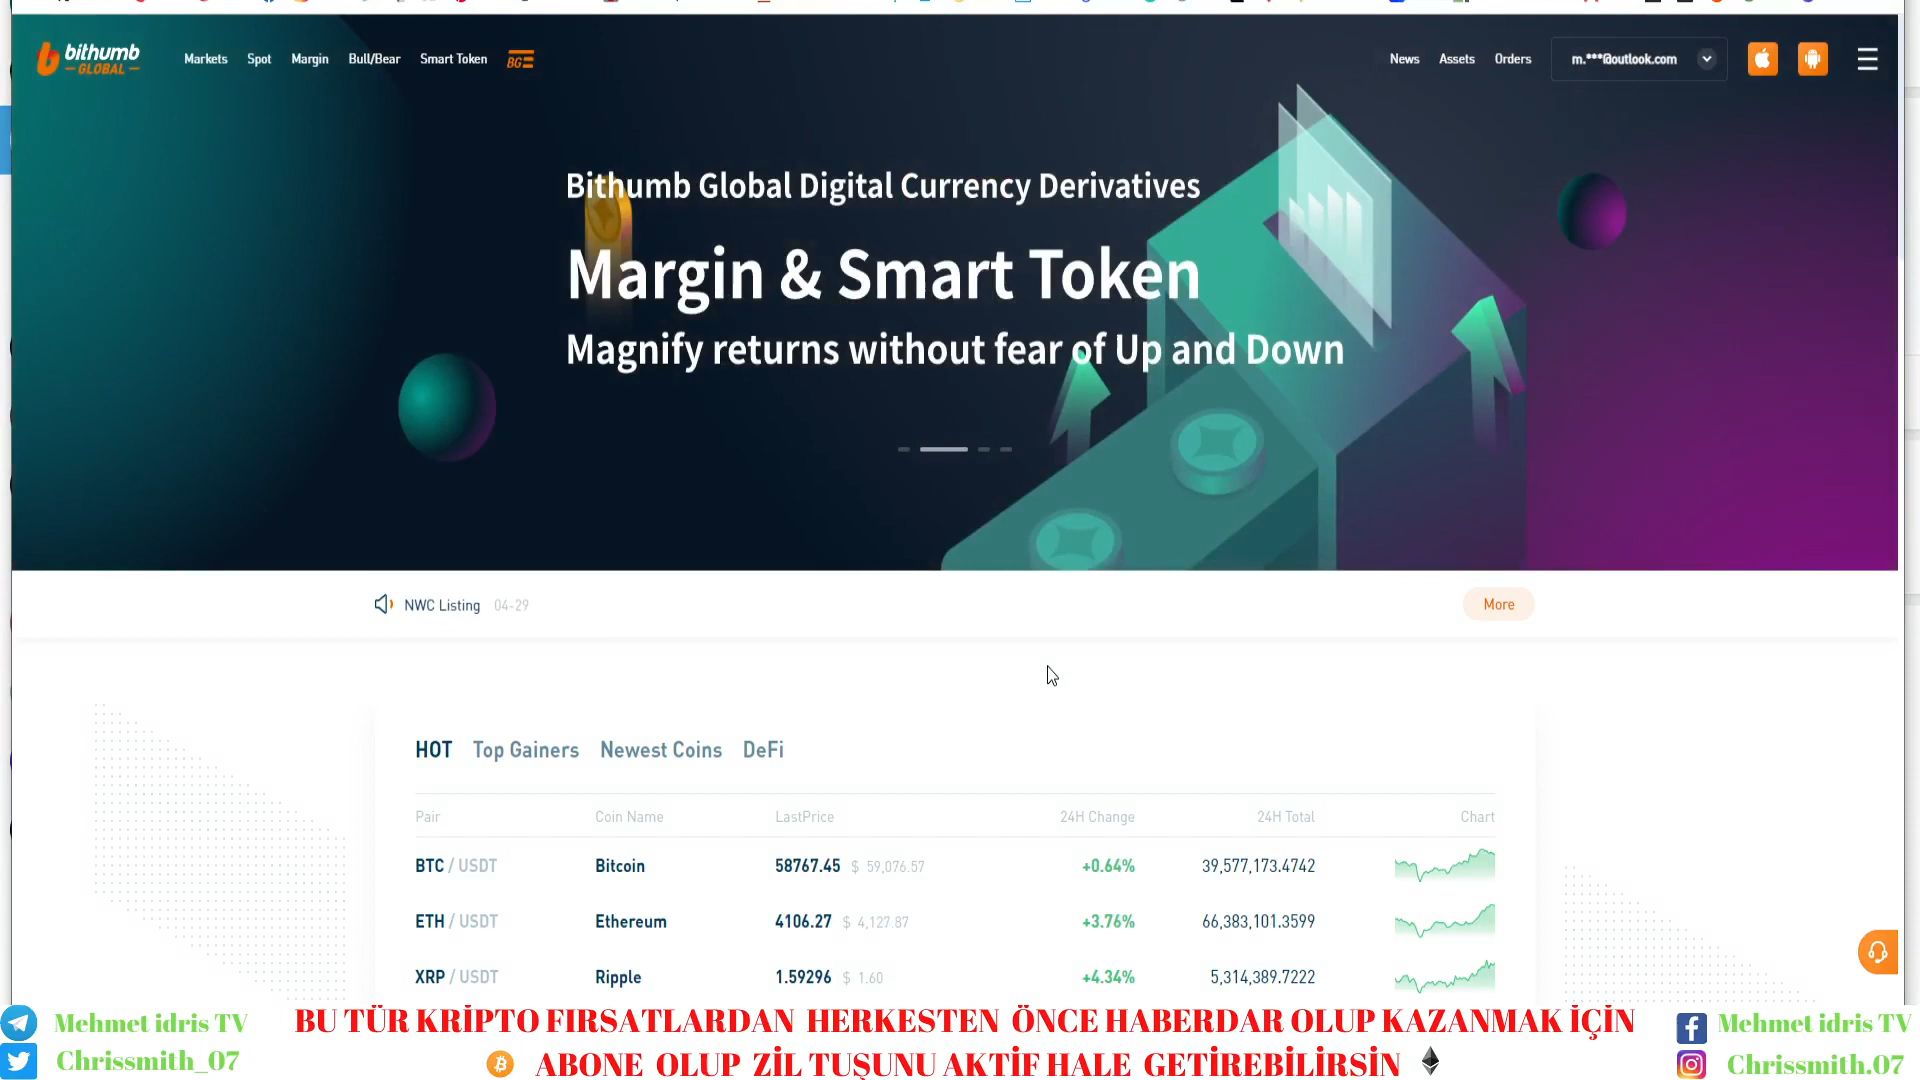 bithumb
GLOBAL
Markets Spot Margin Bull/Bear Smart Token BG
News Assets Orders m.***@outlook.com
Bithumb Global Digital Currency Derivatives
Margin & Smart Token
Magnify returns without fear of Up and Down
NWC Listing 04-29 More
HOT Top Gainers Newest Coins DeFi
Pair Coin Name LastPrice 24H Change 24H Total Chart
BTC / USDT Bitcoin 58767.45 $ 59,076.57 +0.64% 39,577,173.4742
ETH / USDT Ethereum 4106.27 $ 4,127.87 +3.76% 66,383,101.3599
XRP / USDT Ripple 1.59296 $ 1.60 +4.34% 5,314,389.7222
Mehmet idris TV BU TÜR KRİPTO FIRSATLARDAN HERKESTEN ÖNCE HABERDAR OLUP KAZANMAK İÇİN Mehmet idris TV
Chrissmith_07 ABONE OLUP ZİL TUŞUNU AKTİF HALE GETİREBİLİRSİN Chrissmith.07